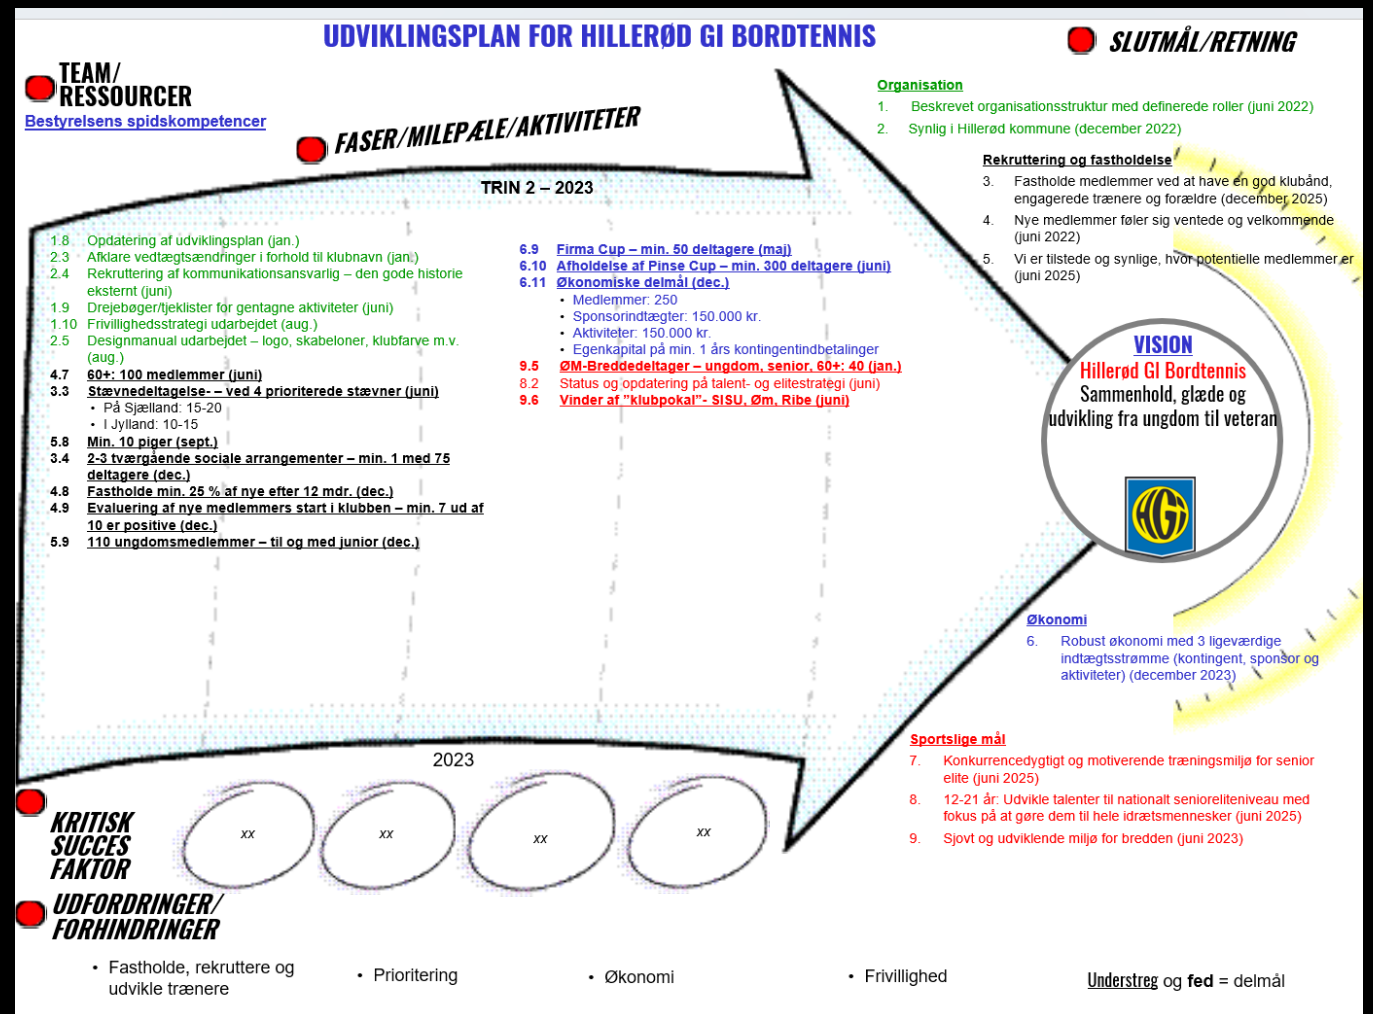 UDVIKLINGSPLAN FOR HILLERØD GI BORDTENNIS
SLUTMÅL/RETNING
TEAM/
RESSOURCER
Bestyrelsens spidskompetencer
FASER/MILEPÆLE/AKTIVITETER
Organisation
1. Beskrevet organisationsstruktur med definerede roller (juni 2022)
2. Synlig i Hillerød kommune (december 2022)
Rekruttering og fastholdelse
3. Fastholde medlemmer ved at have en god klubånd,
engagerede trænere og forældre (december 2025)
4. Nye medlemmer føler sig ventede og velkommende
(juni 2022)
5. Vi er tilstede og synlige, hvor potentielle medlemmer er
(juni 2025)
TRIN 2 – 2023
1.8 Opdatering af udviklingsplan (jan.)
2.3 Afklare vedtægtsændringer i forhold til klubnavn (jan.)
2.4 Rekruttering af kommunikationsansvarlig – den gode historie
eksternt (juni)
1.9 Drejebøger/tjeklister for gentagne aktiviteter (juni)
1.10 Frivillighedsstrategi udarbejdet (aug.)
2.5 Designmanual udarbejdet – logo, skabeloner, klubfarve m.v.
(aug.)
4.7 60+: 100 medlemmer (juni)
3.3 Stævnedeltagelse- – ved 4 prioriterede stævner (juni)
• På Sjælland: 15-20
• I Jylland: 10-15
5.8 Min. 10 piger (sept.)
3.4 2-3 tværgående sociale arrangementer – min. 1 med 75
deltagere (dec.)
4.8 Fastholde min. 25 % af nye efter 12 mdr. (dec.)
4.9 Evaluering af nye medlemmers start i klubben – min. 7 ud af
10 er positive (dec.)
5.9 110 ungdomsmedlemmer – til og med junior (dec.)
6.9 Firma Cup – min. 50 deltagere (maj)
6.10 Afholdelse af Pinse Cup – min. 300 deltagere (juni)
6.11 Økonomiske delmål (dec.)
• Medlemmer: 250
• Sponsorindtægter: 150.000 kr.
• Aktiviteter: 150.000 kr.
• Egenkapital på min. 1 års kontingentindbetalinger
9.5 ØM-Breddedeltager – ungdom, senior, 60+: 40 (jan.)
8.2 Status og opdatering på talent- og elitestrategi (juni)
9.6 Vinder af ”klubpokal”- SISU, Øm, Ribe (juni)
VISION
Hillerød GI Bordtennis
Sammenhold, glæde og
udvikling fra ungdom til veteran
HGI
Økonomi
6. Robust økonomi med 3 ligeværdige
indtægtsstrømme (kontingent, sponsor og
aktiviteter) (december 2023)
Sportslige mål
7. Konkurrencedygtigt og motiverende træningsmiljø for senior
elite (juni 2025)
8. 12-21 år: Udvikle talenter til nationalt senioreliteniveau med
fokus på at gøre dem til hele idrætsmennesker (juni 2025)
9. Sjovt og udviklende miljø for bredden (juni 2023)
2023
KRITISK
SUCCES
FAKTOR
xx
xx
xx
xx
UDFORDRINGER/
FORHINDRINGER
• Fastholde, rekruttere og
udvikle trænere
• Prioritering
• Økonomi
• Frivillighed
Understreg og fed = delmål